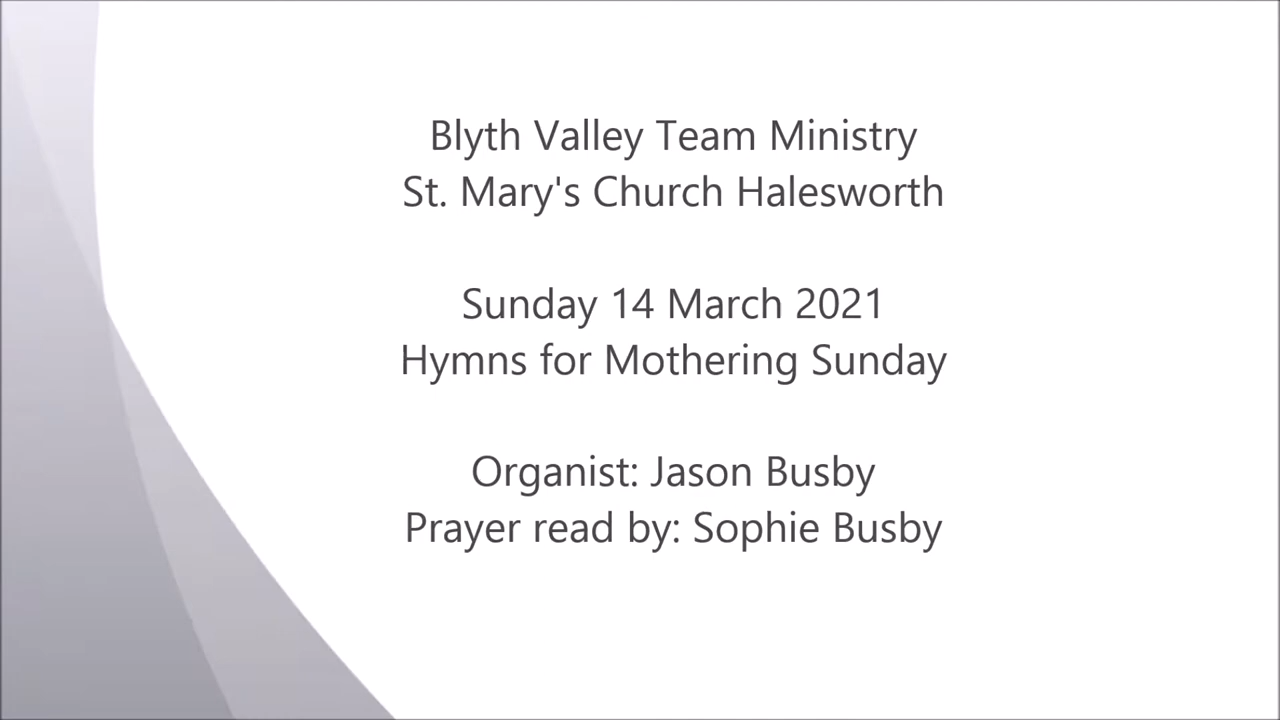 Blyth Valley Team Ministry
St. Mary's Church Halesworth
Sunday 14 March 2021
Hymns for Mothering Sunday
Organist: Jason Busby
Prayer read by: Sophie Busby